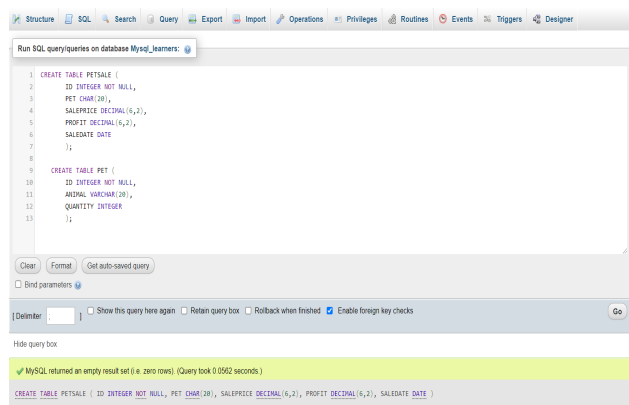 Structure SQL Search Query Export Import Operations Privileges Routines Events Triggers Designer
Run SQL query/queries on database Mysql_learners:
1 CREATE TABLE PETSALE (
2 ID INTEGER NOT NULL,
3 PET CHAR(20),
4 SALEPRICE DECIMAL(6,2),
5 PROFIT DECIMAL(6,2),
6 SALEDATE DATE
7 );
8
9 CREATE TABLE PET (
10 ID INTEGER NOT NULL,
11 ANIMAL VARCHAR(20),
12 QUANTITY INTEGER
13 );
Clear Format Get auto-saved query
Bind parameters
[ Delimiter ; ] Show this query here again Retain query box Rollback when finished Enable foreign key checks Go
Hide query box
MySQL returned an empty result set (i.e. zero rows). (Query took 0.0562 seconds.)
CREATE TABLE PETSALE ( ID INTEGER NOT NULL, PET CHAR(20), SALEPRICE DECIMAL(6,2), PROFIT DECIMAL(6,2), SALEDATE DATE )